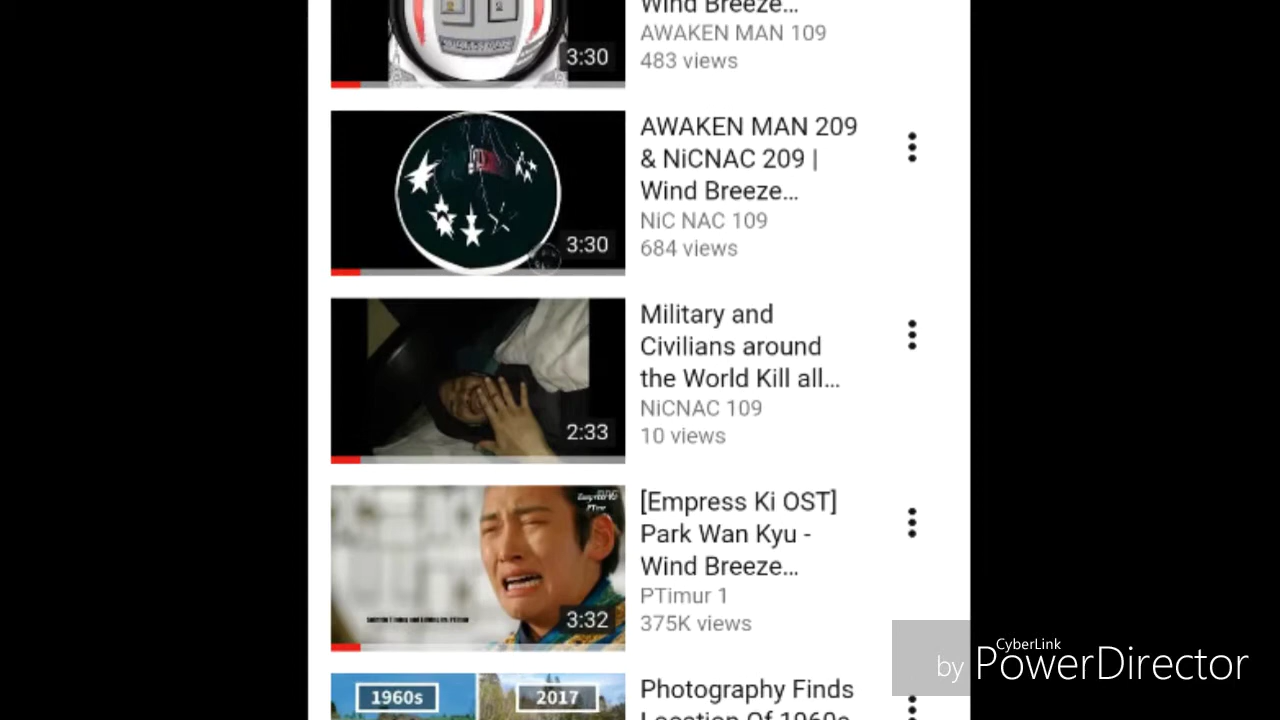 Wind Breeze...
AWAKEN MAN 109
483 views
3:30
AWAKEN MAN 209
& NiCNAC 209 |
Wind Breeze...
NiC NAC 109
684 views
3:30
Military and
Civilians around
the World Kill all...
NiCNAC 109
10 views
2:33
[Empress Ki OST]
Park Wan Kyu -
Wind Breeze...
PTimur 1
375K views
3:32
1960s
2017
Photography Finds
Location Of 1960s
CyberLink
by PowerDirector